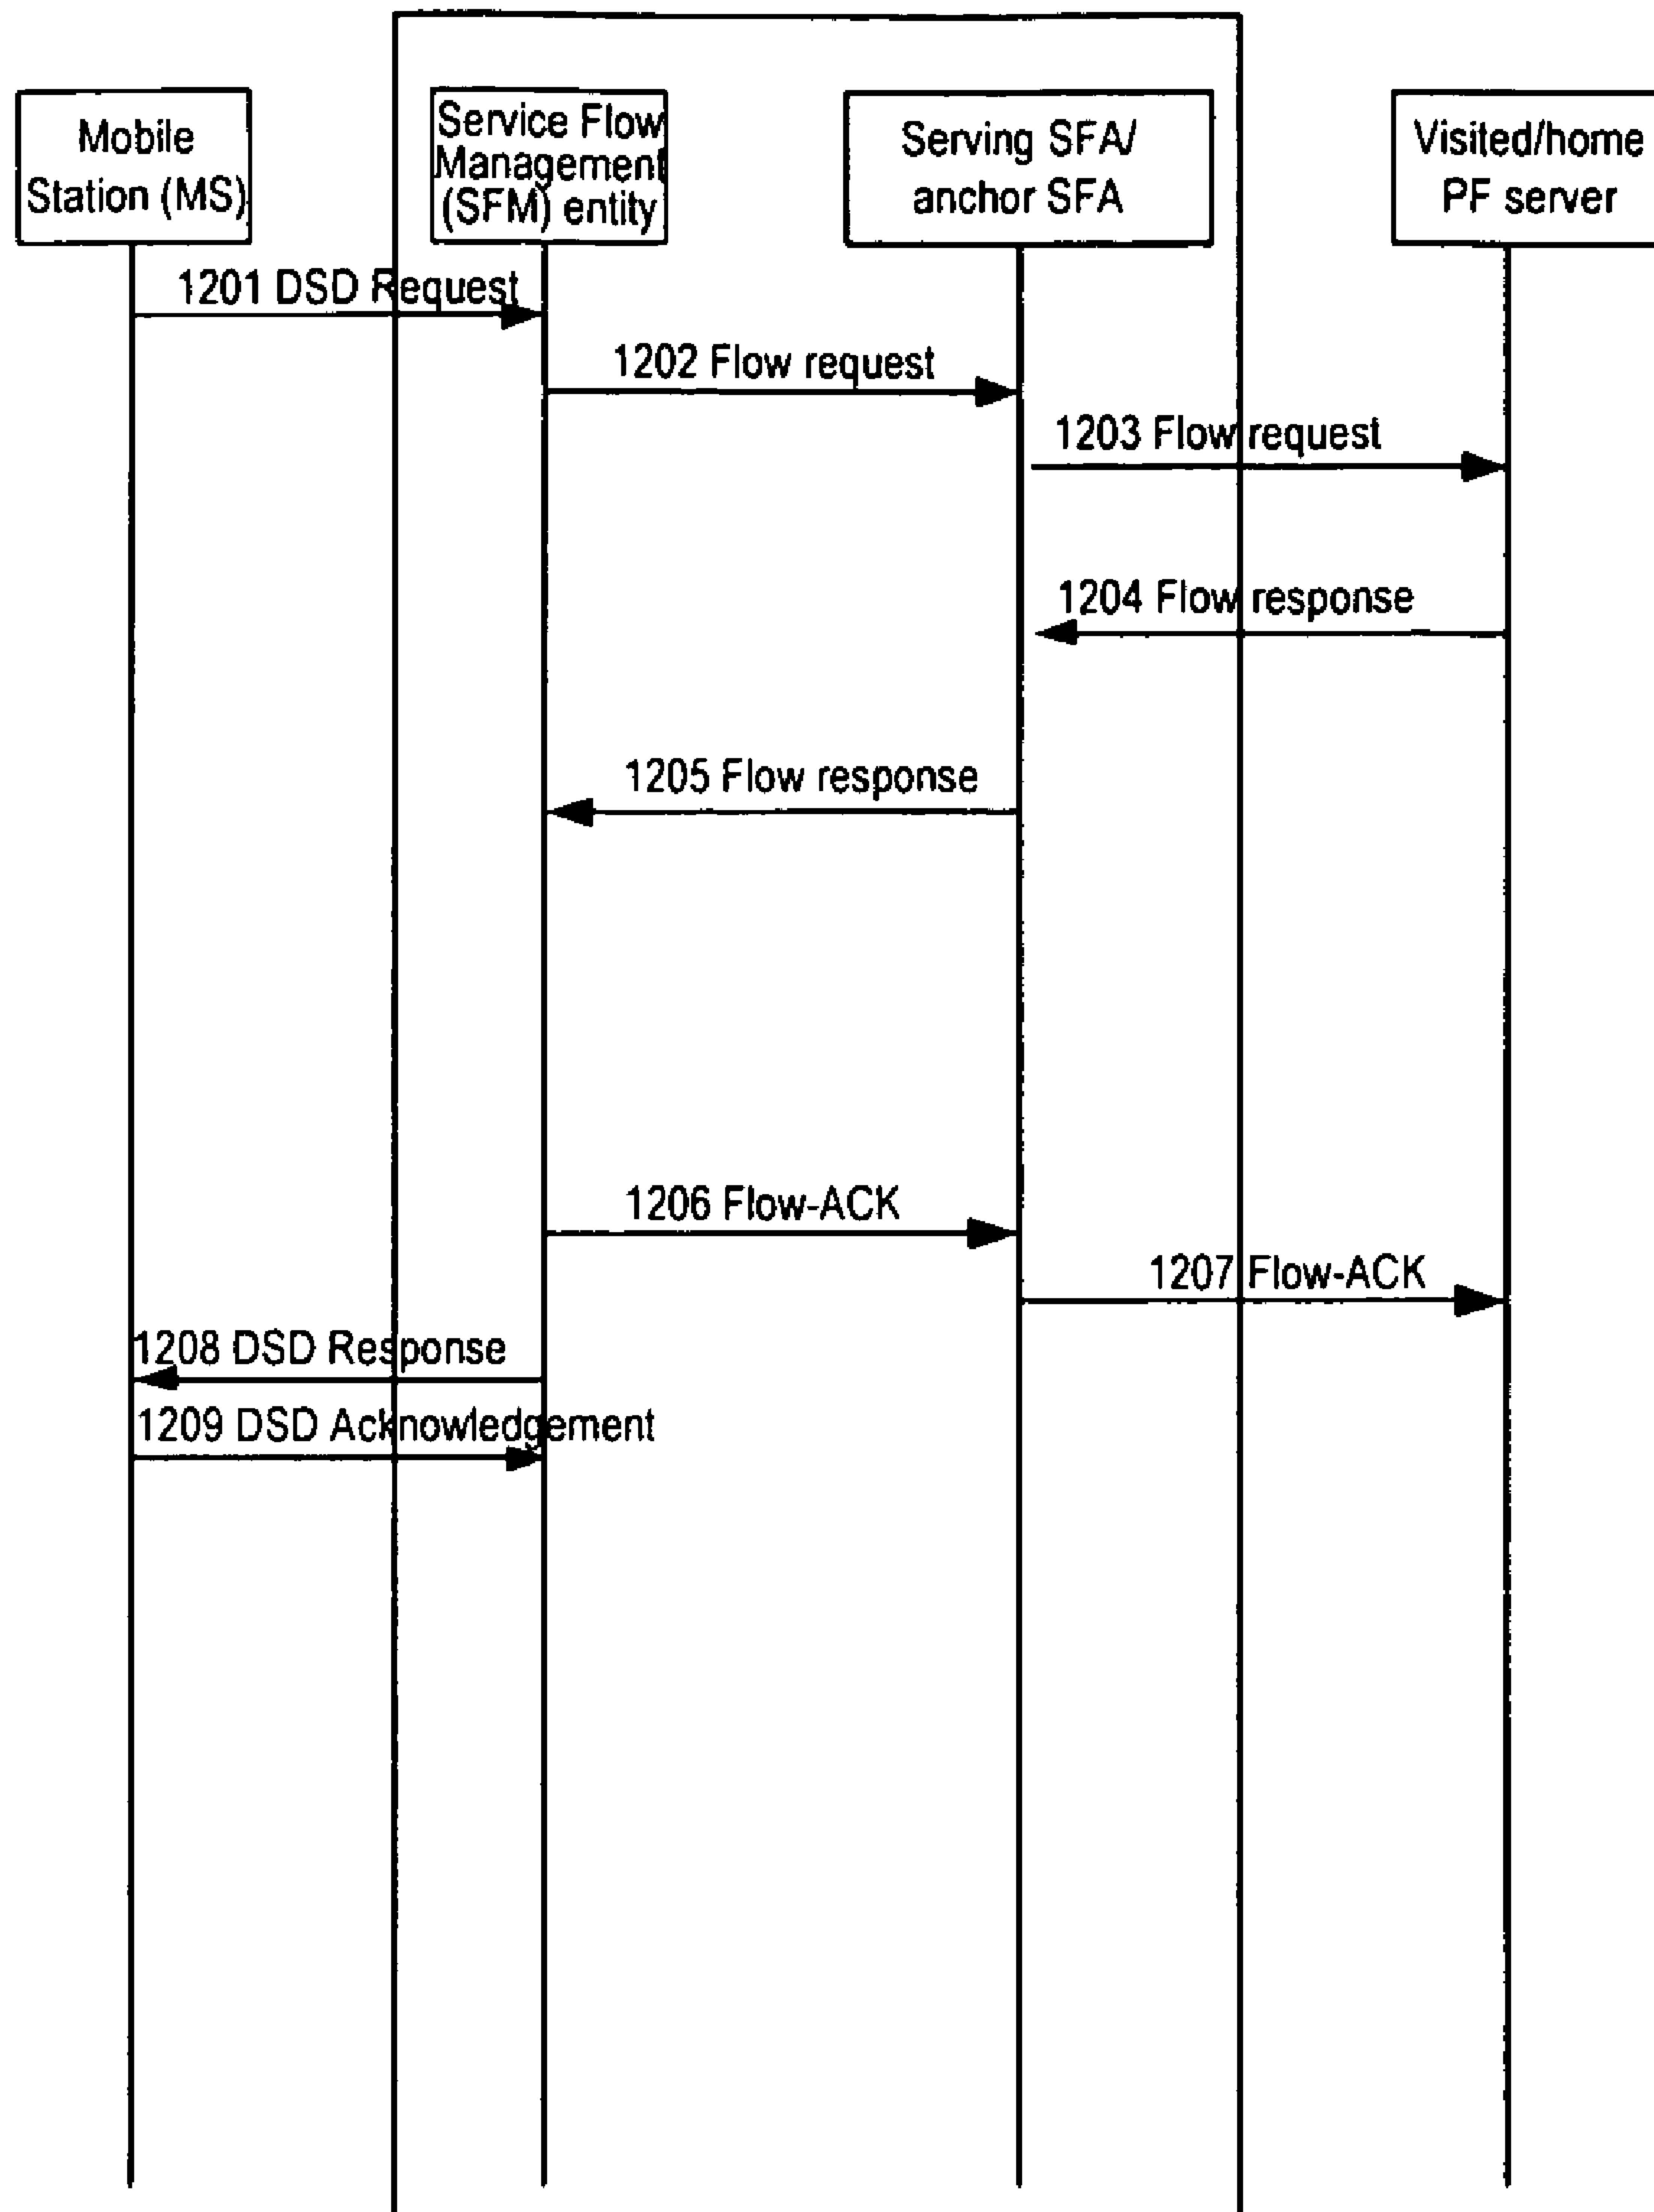 Mobile
Station (MS)
Service Flow
Management
(SFM) entity
Serving SFA/
anchor SFA
Visited/home
PF server
1201 DSD Request
1202 Flow request
1203 Flow request
1204 Flow response
1205 Flow response
1206 Flow-ACK
1207 Flow-ACK
1208 DSD Response
1209 DSD Acknowledgement